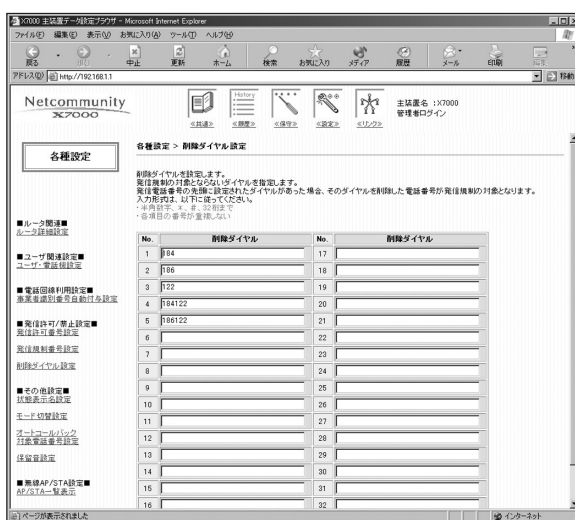 X7000 主装置データ設定ブラウザ - Microsoft Internet Explorer
ファイル(F) 編集(E) 表示(V) お気に入り(A) ツール(T) ヘルプ(H)
戻る 中止 更新 ホーム 検索 お気に入り メディア 履歴 メール 印刷
アドレス(D) http://192.168.1.1 移動
Netcommunity
X7000
History
≪共通≫ ≪履歴≫ ≪保守≫ ≪設定≫ ≪リンク≫
主装置名 :X7000
管理者ログイン
各種設定
各種設定 > 削除ダイヤル設定
削除ダイヤルを設定します。
発信規制の対象とならないダイヤルを指定します。
発信電話番号の先頭に設定されたダイヤルがあった場合、そのダイヤルを削除した電話番号が発信規制の対象となります。
入力形式は、以下に従ってください。
・半角数字、*、#、32桁まで
・各項目の番号が重複しない
■ルータ関連■
ルータ詳細設定
■ユーザ関連設定■
ユーザ・電話機設定
■電話回線利用設定■
事業者識別番号自動付与設定
■発信許可/禁止設定■
発信許可番号設定
発信規制番号設定
削除ダイヤル設定
■その他設定■
状態表示名設定
モード切替設定
オートコールバック
対象電話番号設定
保留音設定
■無線AP/STA設定■
AP/STA一覧表示
No. 削除ダイヤル No. 削除ダイヤル
1 184 17
2 186 18
3 122 19
4 184122 20
5 186122 21
6 22
7 23
8 24
9 25
10 26
11 27
12 28
13 29
14 30
15 31
16 32
ページが表示されました インターネット